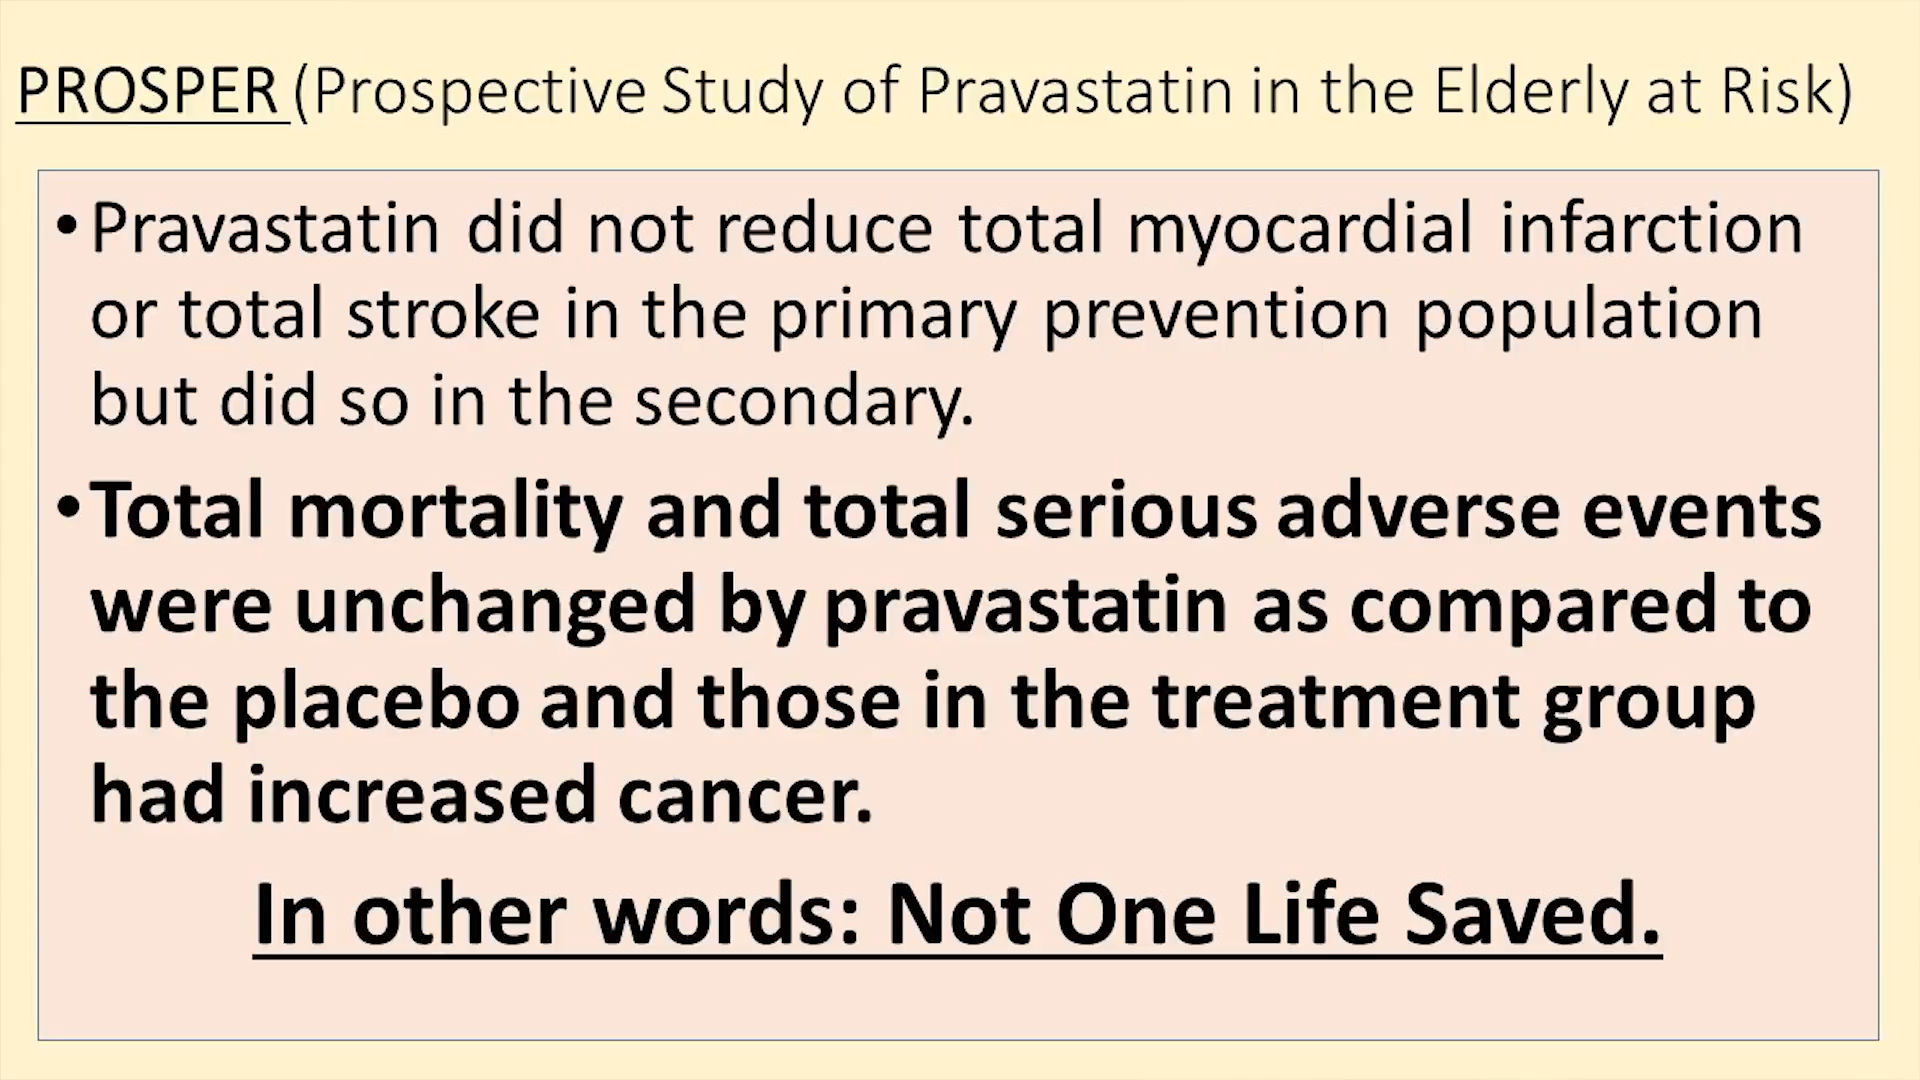 PROSPER (Prospective Study of Pravastatin in the Elderly at Risk)
• Pravastatin did not reduce total myocardial infarction
or total stroke in the primary prevention population
but did so in the secondary.
• Total mortality and total serious adverse events
were unchanged by pravastatin as compared to
the placebo and those in the treatment group
had increased cancer.
In other words: Not One Life Saved.